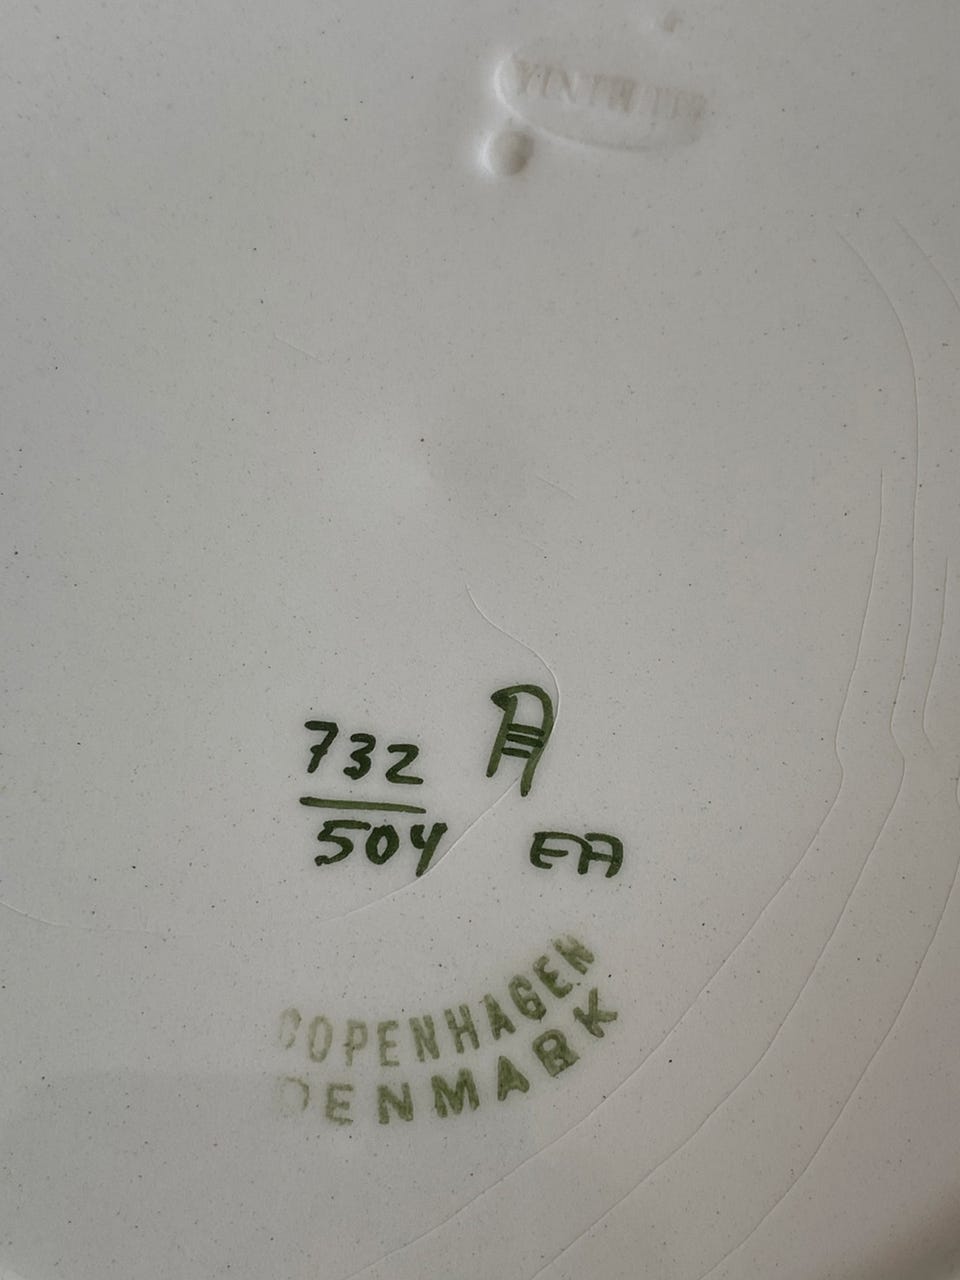 732
504
EA
COPENHAGEN
DENMARK